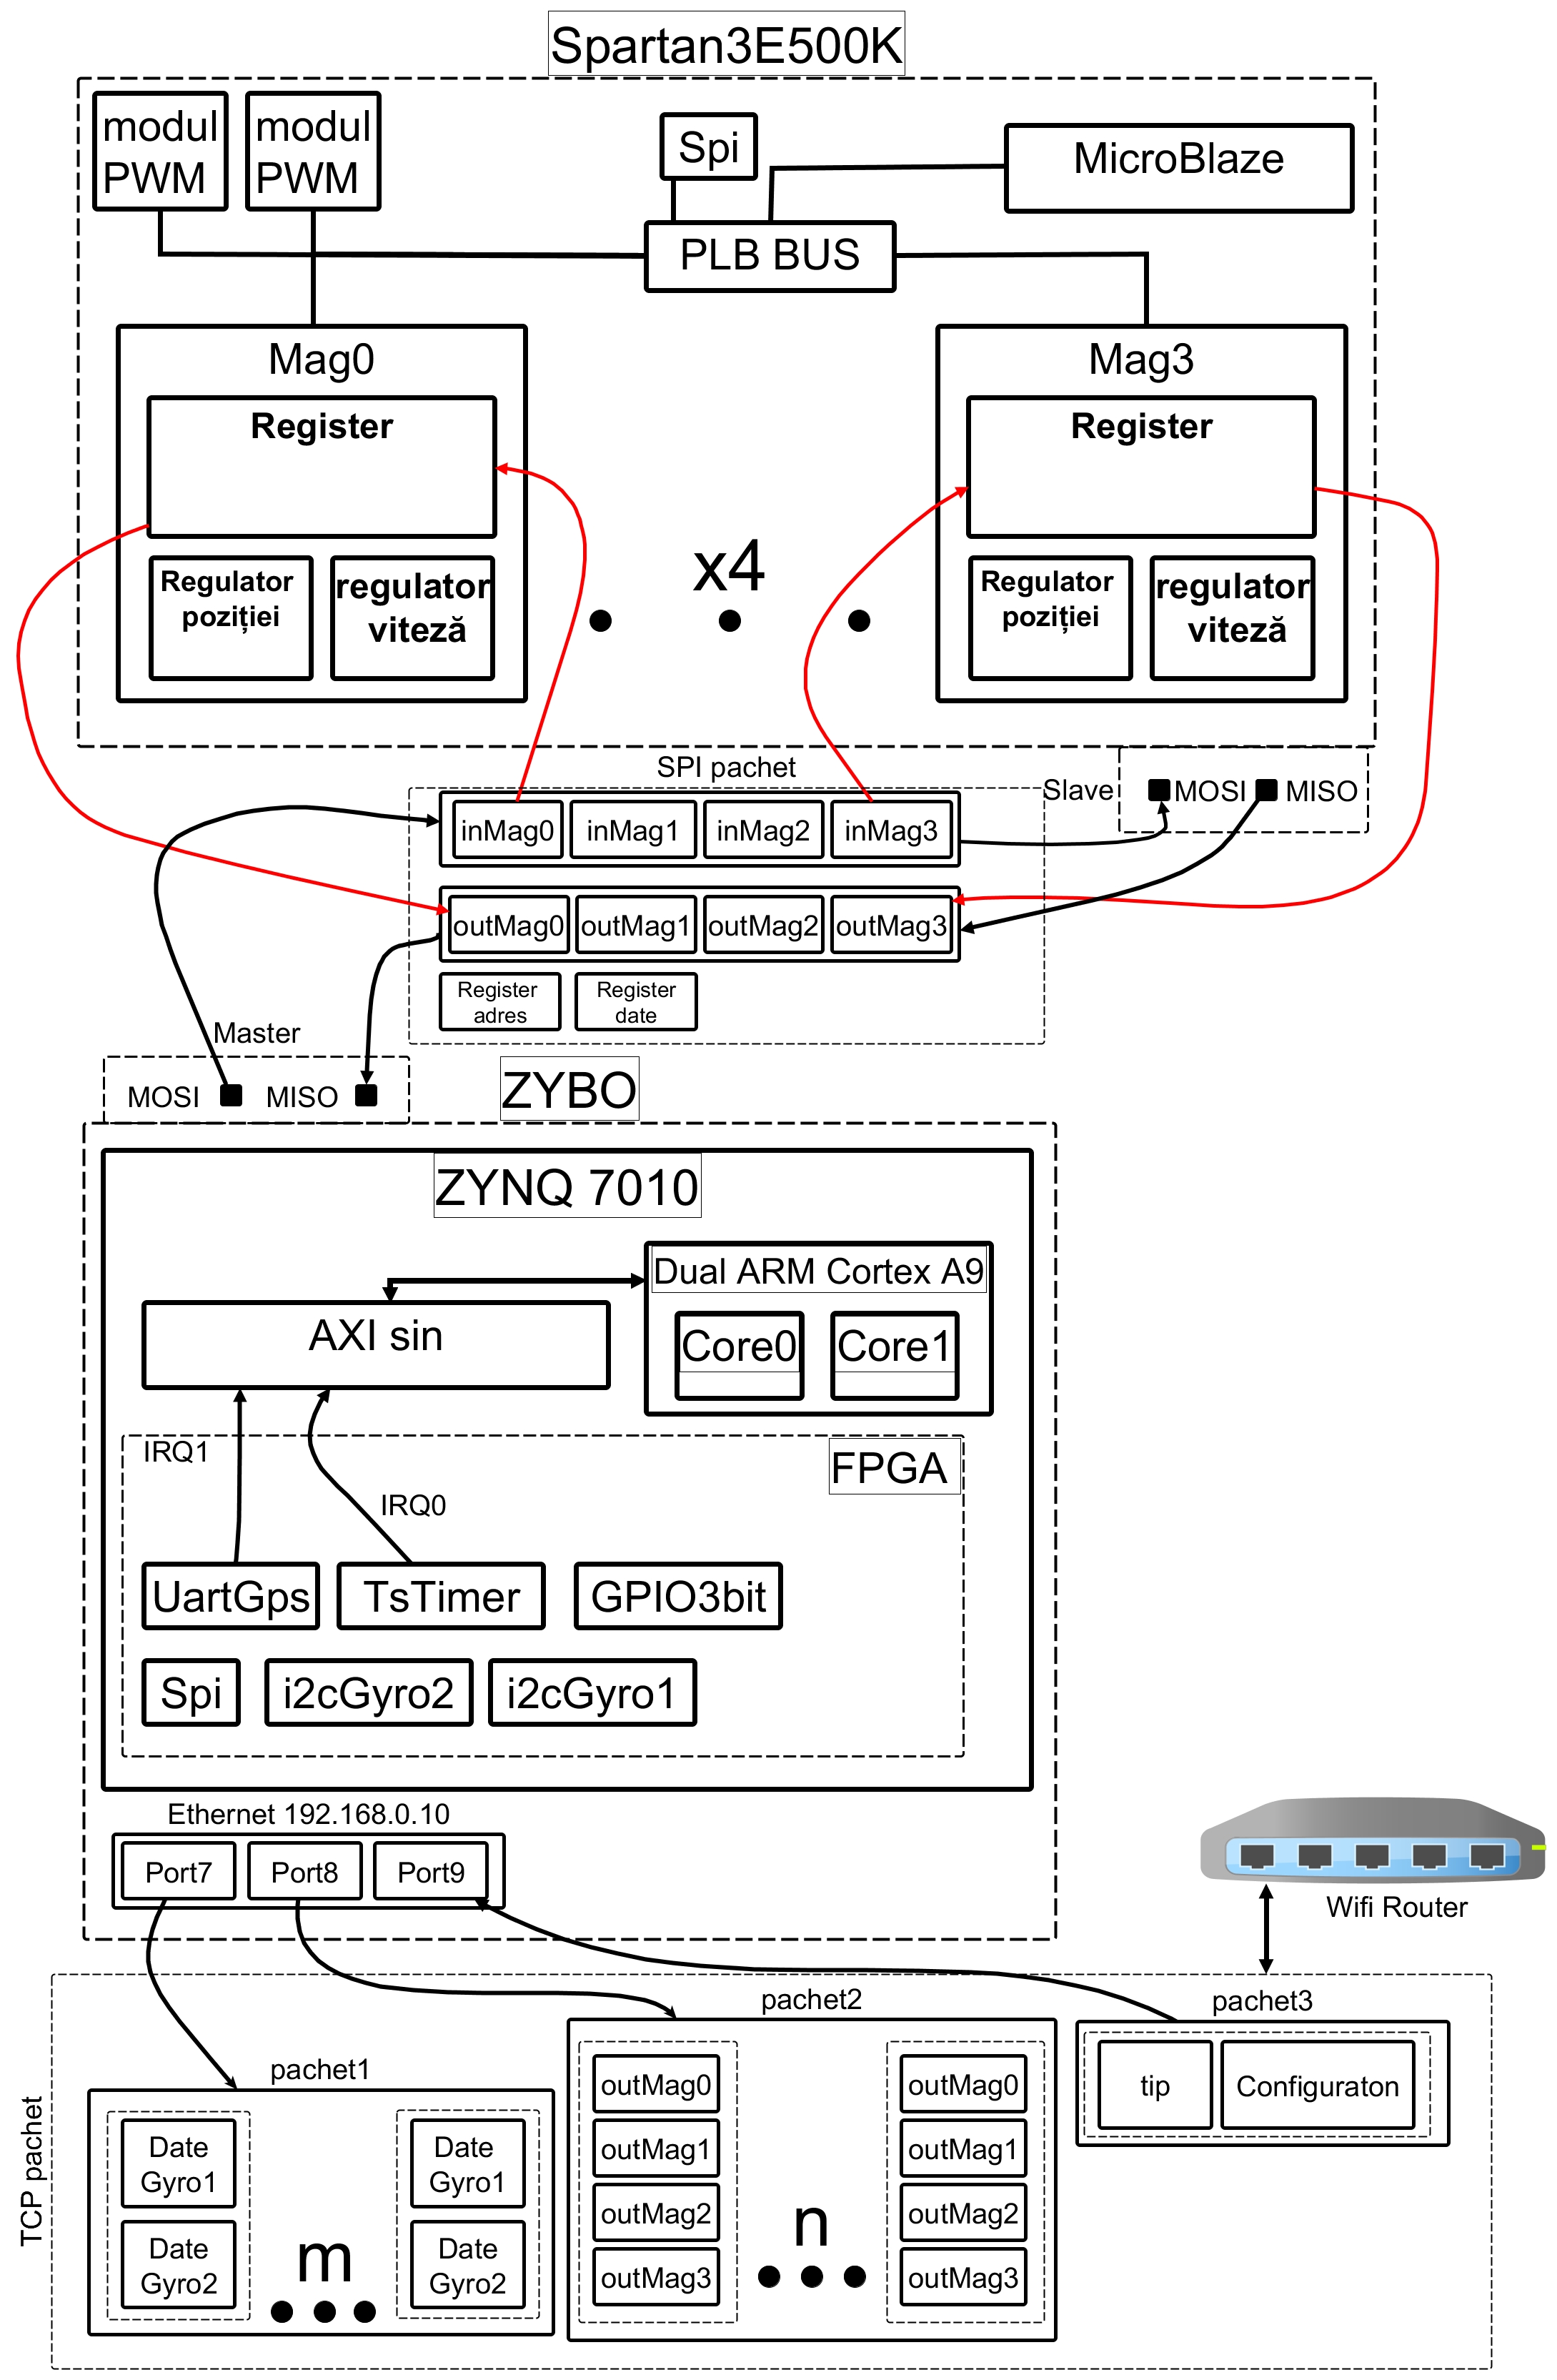 Spartan3E500K
modul
PWM
modul
PWM
Spi
MicroBlaze
PLB BUS
Mag0
Register
Regulator
poziției
regulator
viteză
x4
Mag3
Register
Regulator
poziției
regulator
viteză
SPI pachet
Slave
MOSI
MISO
inMag0
inMag1
inMag2
inMag3
outMag0
outMag1
outMag2
outMag3
Register
adres
Register
date
Master
MOSI
MISO
ZYBO
ZYNQ 7010
Dual ARM Cortex A9
Core0
Core1
AXI sin
IRQ1
FPGA
IRQ0
UartGps
TsTimer
GPIO3bit
Spi
i2cGyro2
i2cGyro1
Ethernet 192.168.0.10
Port7
Port8
Port9
Wifi Router
TCP pachet
pachet1
Date
Gyro1
Date
Gyro2
m
Date
Gyro1
Date
Gyro2
pachet2
outMag0
outMag1
outMag2
outMag3
n
outMag0
outMag1
outMag2
outMag3
pachet3
tip
Configuraton